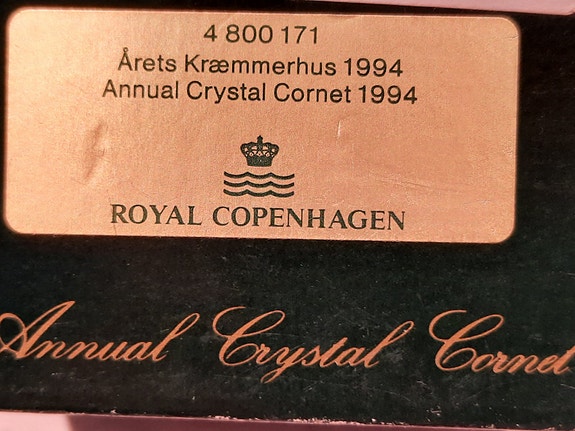 4 800 171
Årets Kræmmerhus 1994
Annual Crystal Cornet 1994
ROYAL COPENHAGEN
Annual Crystal Cornet